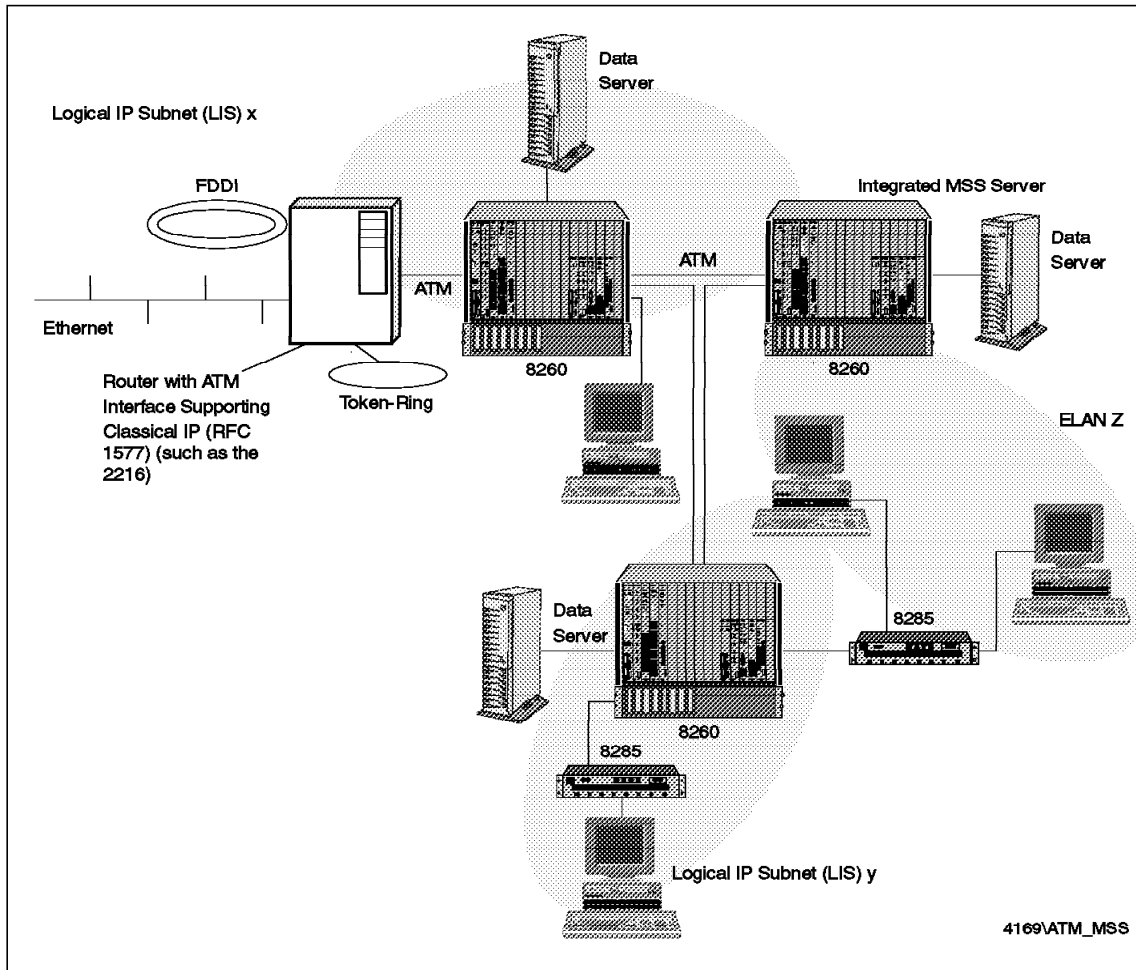 Data
Server
Logical IP Subnet (LIS) x
FDDI
Integrated MSS Server
Data
Server
ATM
ATM
Ethernet
8260
8260
Router with ATM
Interface Supporting
Classical IP (RFC
1577) (such as the
2216)
Token-Ring
ELAN Z
Data
Server
8285
8260
8285
Logical IP Subnet (LIS) y
4169\ATM_MSS